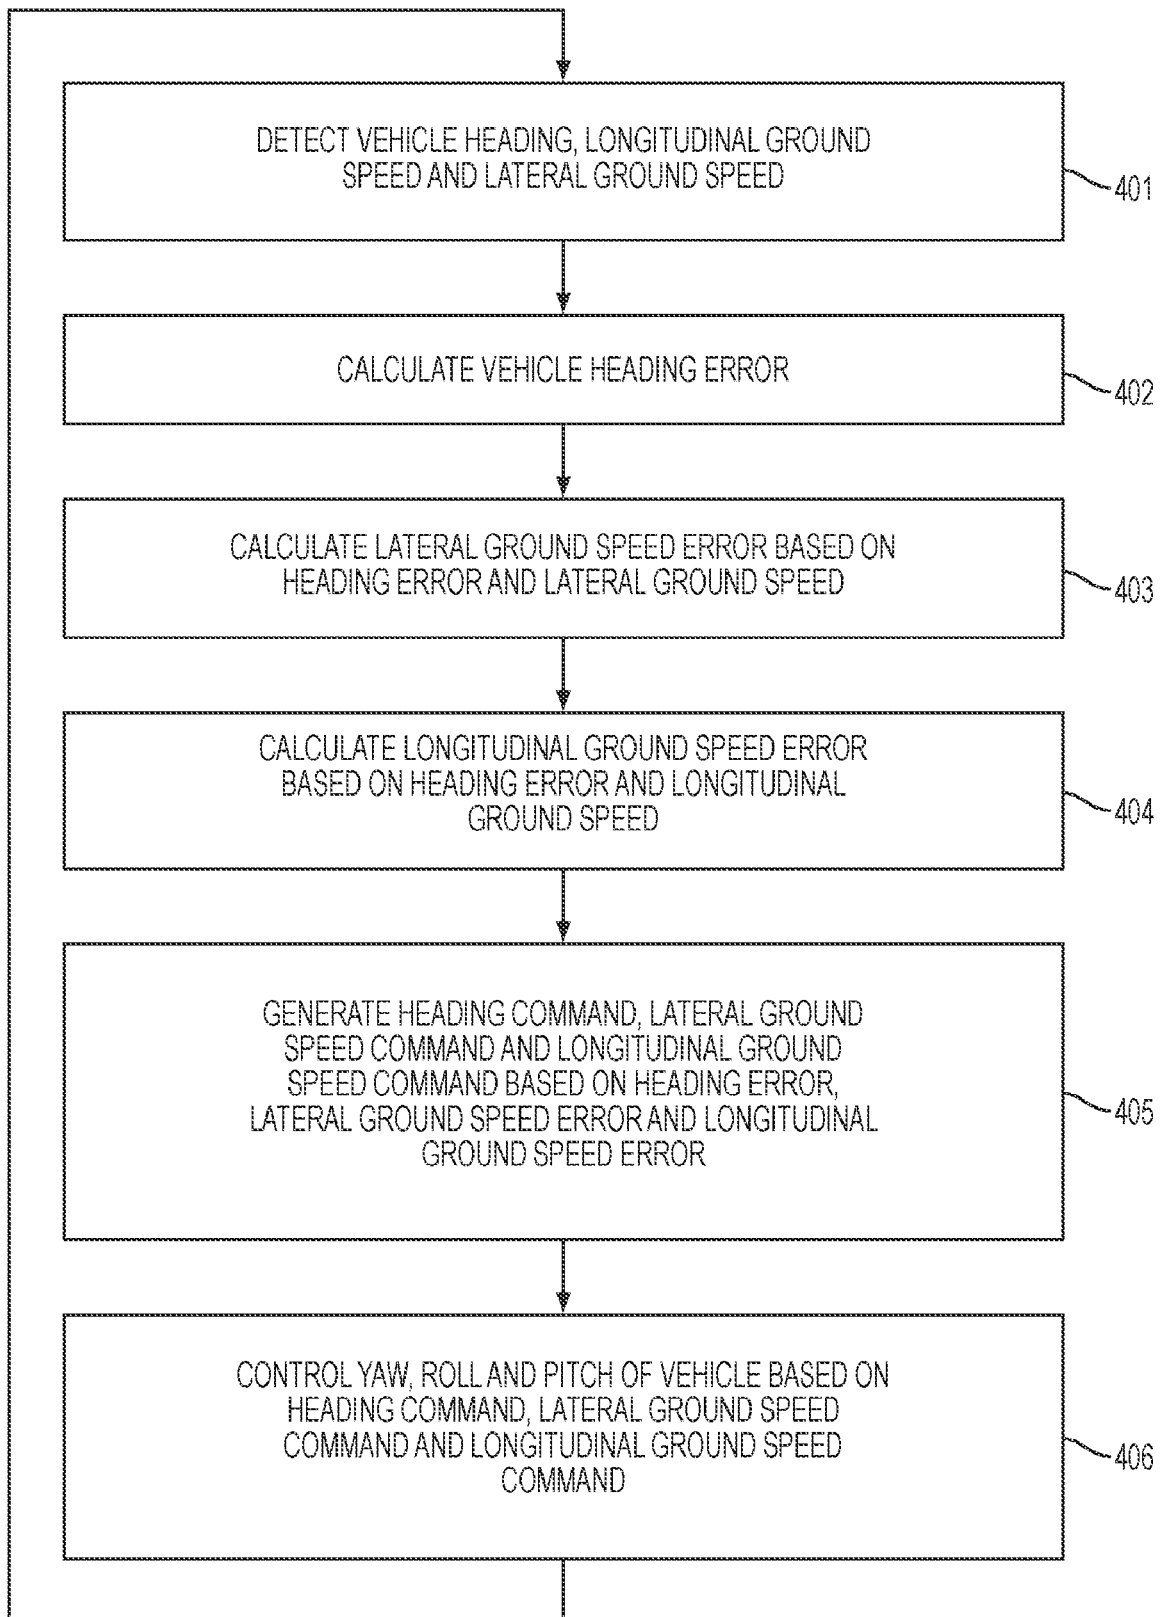 DETECT VEHICLE HEADING, LONGITUDINAL GROUND
SPEED AND LATERAL GROUND SPEED
401
CALCULATE VEHICLE HEADING ERROR
402
CALCULATE LATERAL GROUND SPEED ERROR BASED ON
HEADING ERROR AND LATERAL GROUND SPEED
403
CALCULATE LONGITUDINAL GROUND SPEED ERROR
BASED ON HEADING ERROR AND LONGITUDINAL
GROUND SPEED
404
GENERATE HEADING COMMAND, LATERAL GROUND
SPEED COMMAND AND LONGITUDINAL GROUND
SPEED COMMAND BASED ON HEADING ERROR,
LATERAL GROUND SPEED ERROR AND LONGITUDINAL
GROUND SPEED ERROR
405
CONTROL YAW, ROLL AND PITCH OF VEHICLE BASED ON
HEADING COMMAND, LATERAL GROUND SPEED
COMMAND AND LONGITUDINAL GROUND SPEED
COMMAND
406